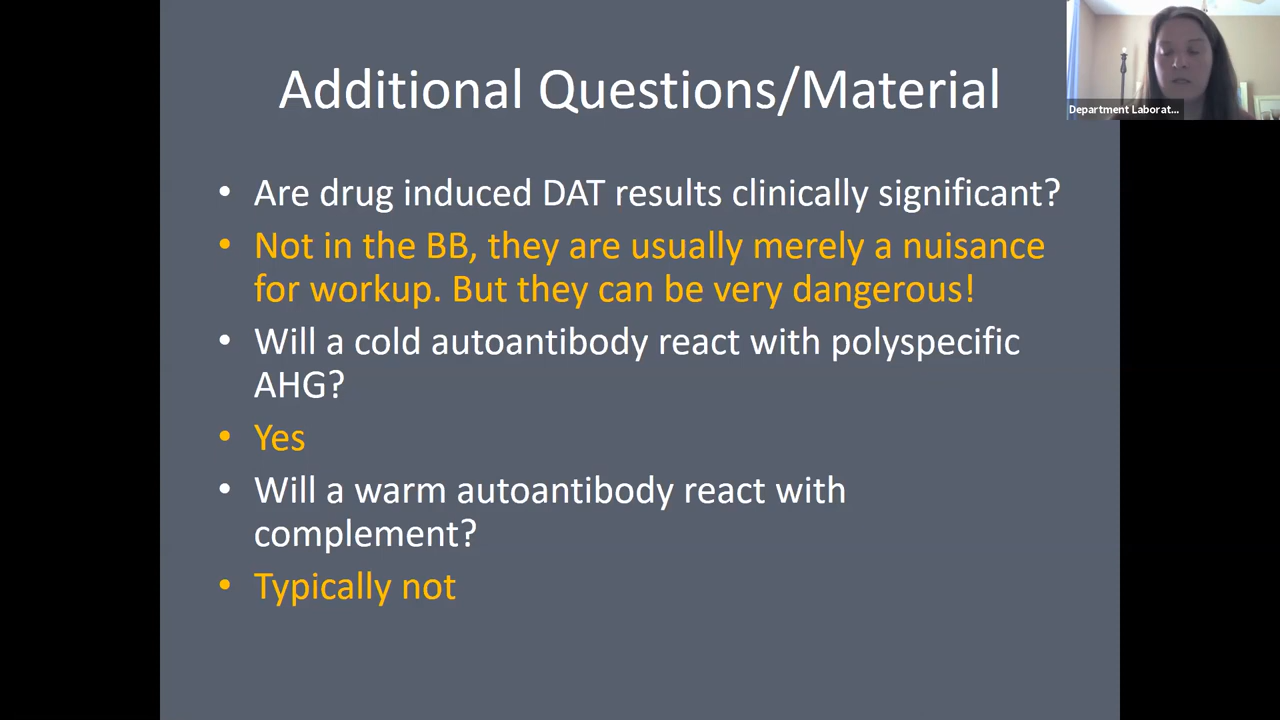 Additional Questions/Material
Department Laborat...
• Are drug induced DAT results clinically significant?
• Not in the BB, they are usually merely a nuisance
for workup. But they can be very dangerous!
• Will a cold autoantibody react with polyspecific
AHG?
• Yes
• Will a warm autoantibody react with
complement?
• Typically not